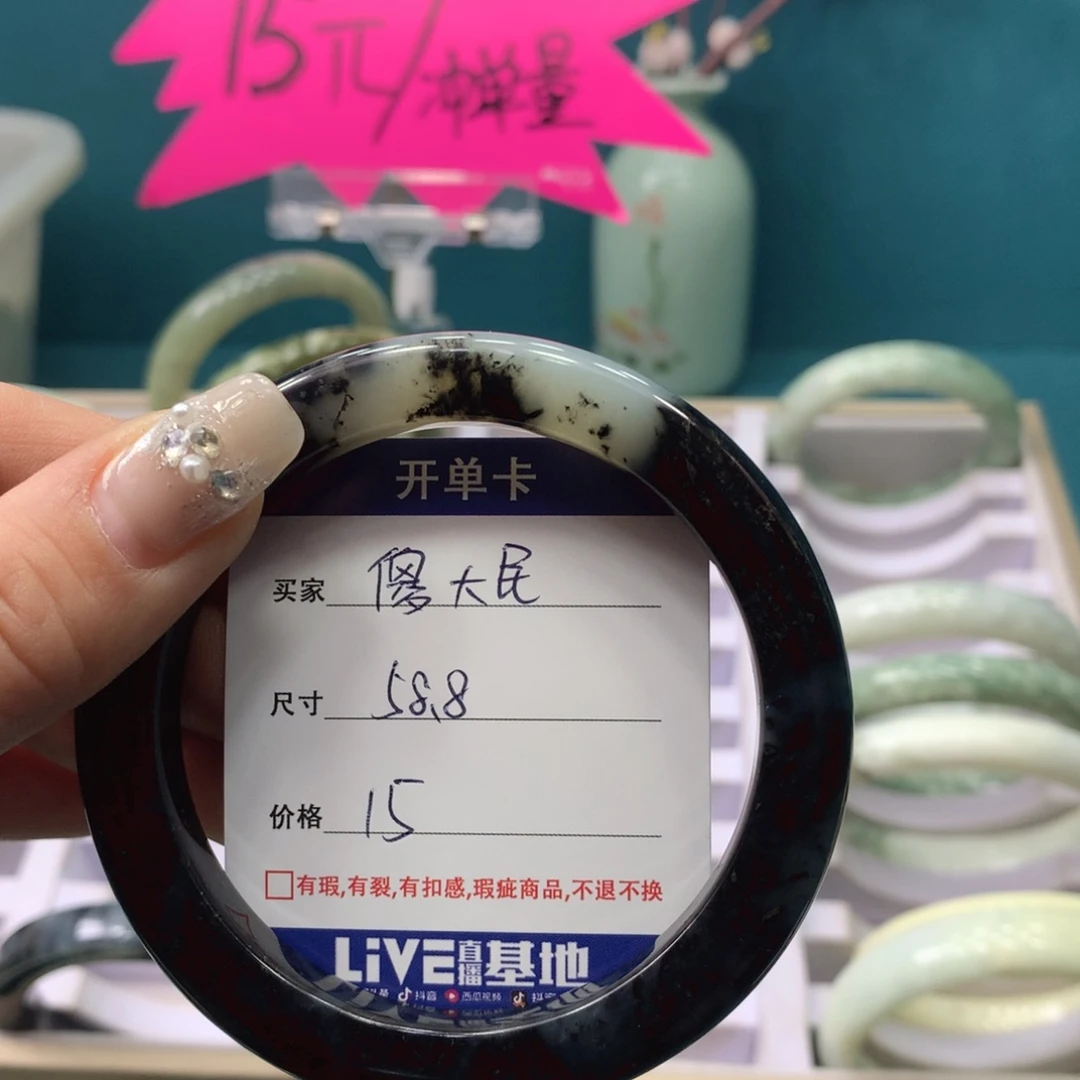 15元/冲单量
开单卡
买家 傻大民
尺寸 58.8
价格 15
□有瑕,有裂,有扣感,瑕疵商品,不退不换
LiVE直播基地
抖音 西瓜视频